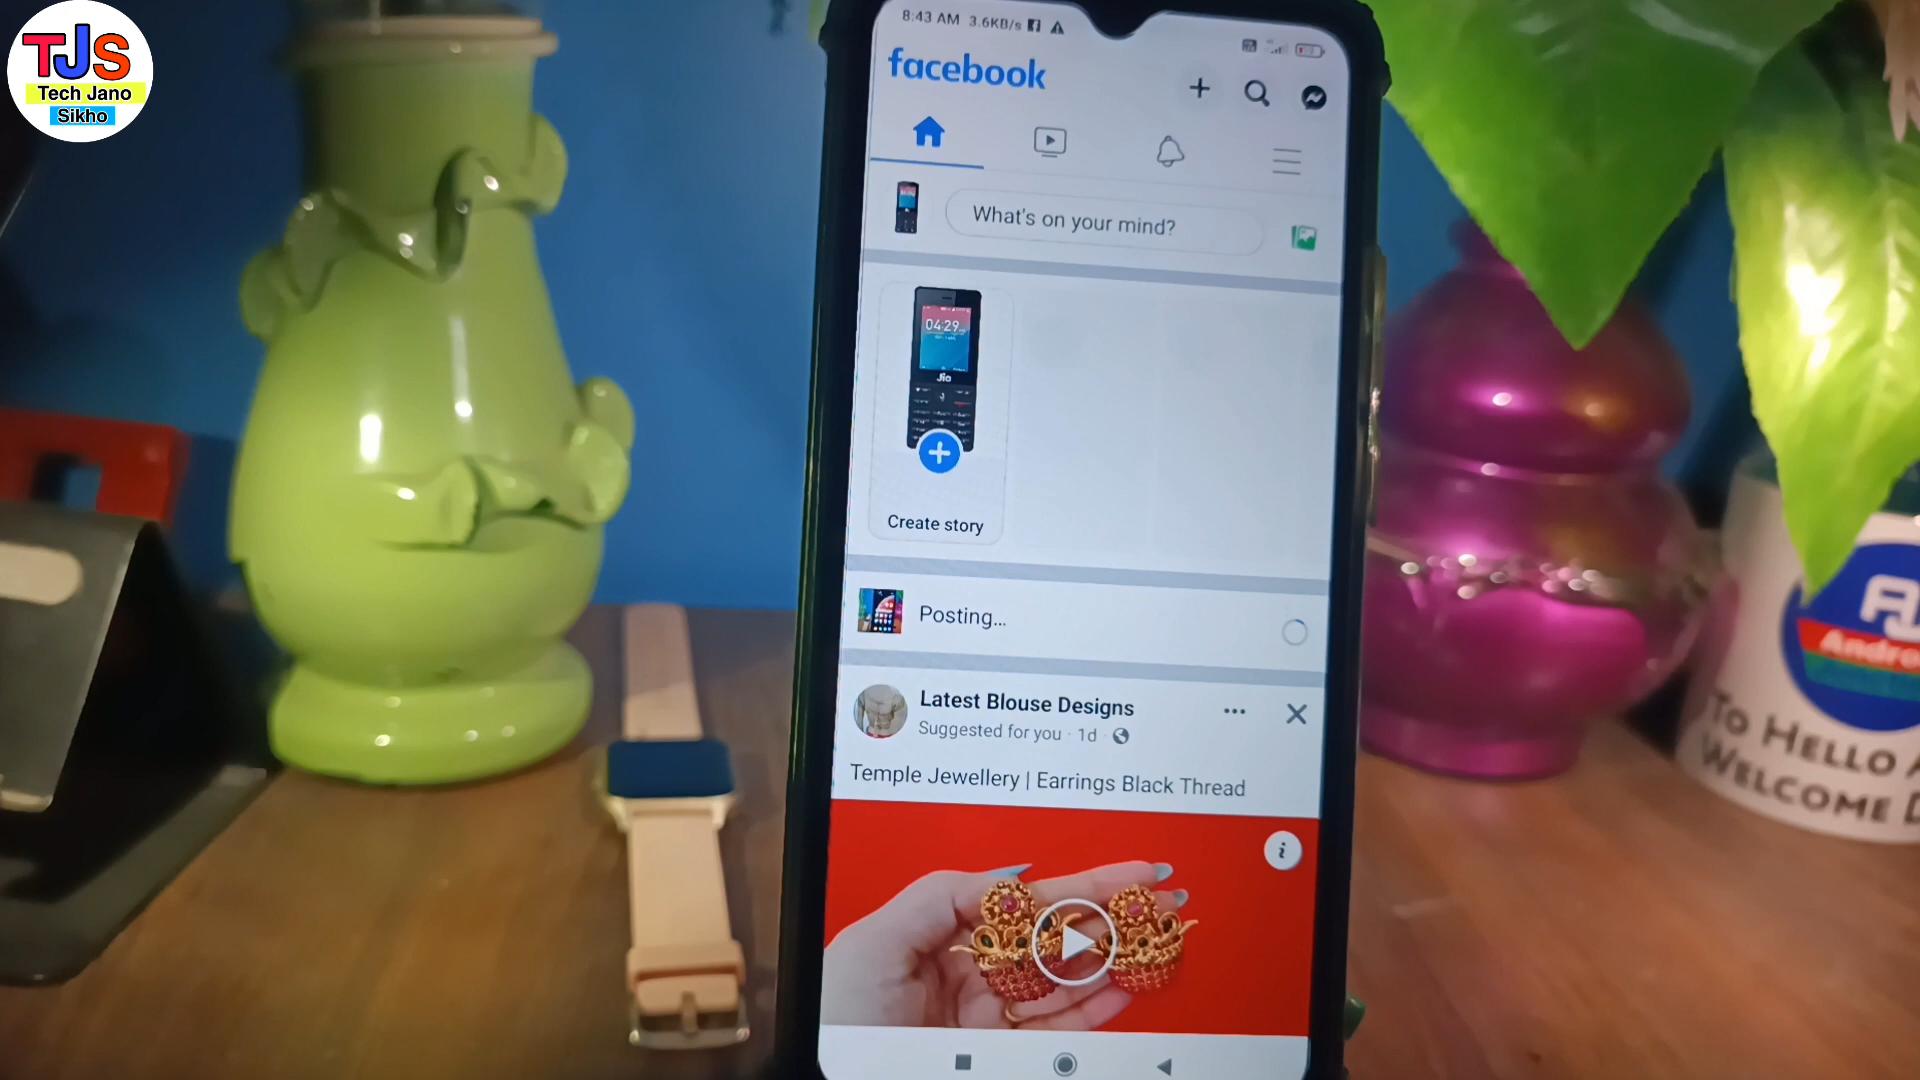 TJS
Tech Jano
Sikho
8:43 AM 3.6KB/s
facebook
What's on your mind?
04:29
Jio
Create story
Posting...
Latest Blouse Designs
Suggested for you · 1d
Temple Jewellery | Earrings Black Thread
Andro
To Hello A
Welcome D